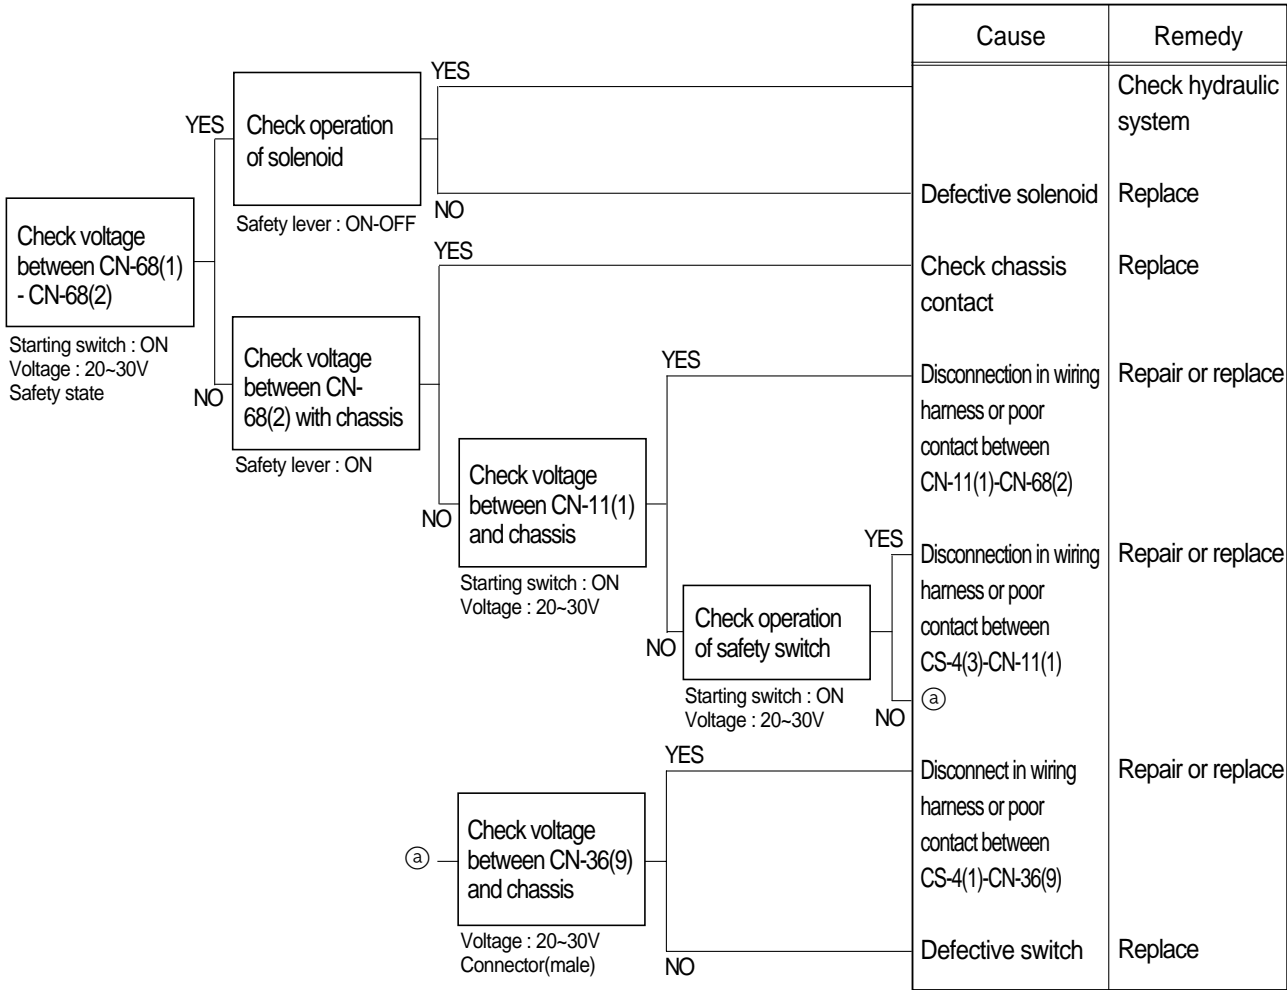 Cause
Remedy
YES
Check hydraulic
system
YES
Check operation
of solenoid
Safety lever : ON-OFF
NO
Defective solenoid
Replace
Check voltage
between CN-68(1)
- CN-68(2)
Starting switch : ON
Voltage : 20~30V
Safety state
YES
Check chassis
contact
Replace
NO
Check voltage
between CN-
68(2) with chassis
Safety lever : ON
YES
Disconnection in wiring
harness or poor
contact between
CN-11(1)-CN-68(2)
Repair or replace
NO
Check voltage
between CN-11(1)
and chassis
Starting switch : ON
Voltage : 20~30V
YES
Disconnection in wiring
harness or poor
contact between
CS-4(3)-CN-11(1)
Repair or replace
NO
Check operation
of safety switch
Starting switch : ON
Voltage : 20~30V
NO
ⓐ
YES
Disconnect in wiring
harness or poor
contact between
CS-4(1)-CN-36(9)
Repair or replace
ⓐ
Check voltage
between CN-36(9)
and chassis
Voltage : 20~30V
Connector(male)
NO
Defective switch
Replace